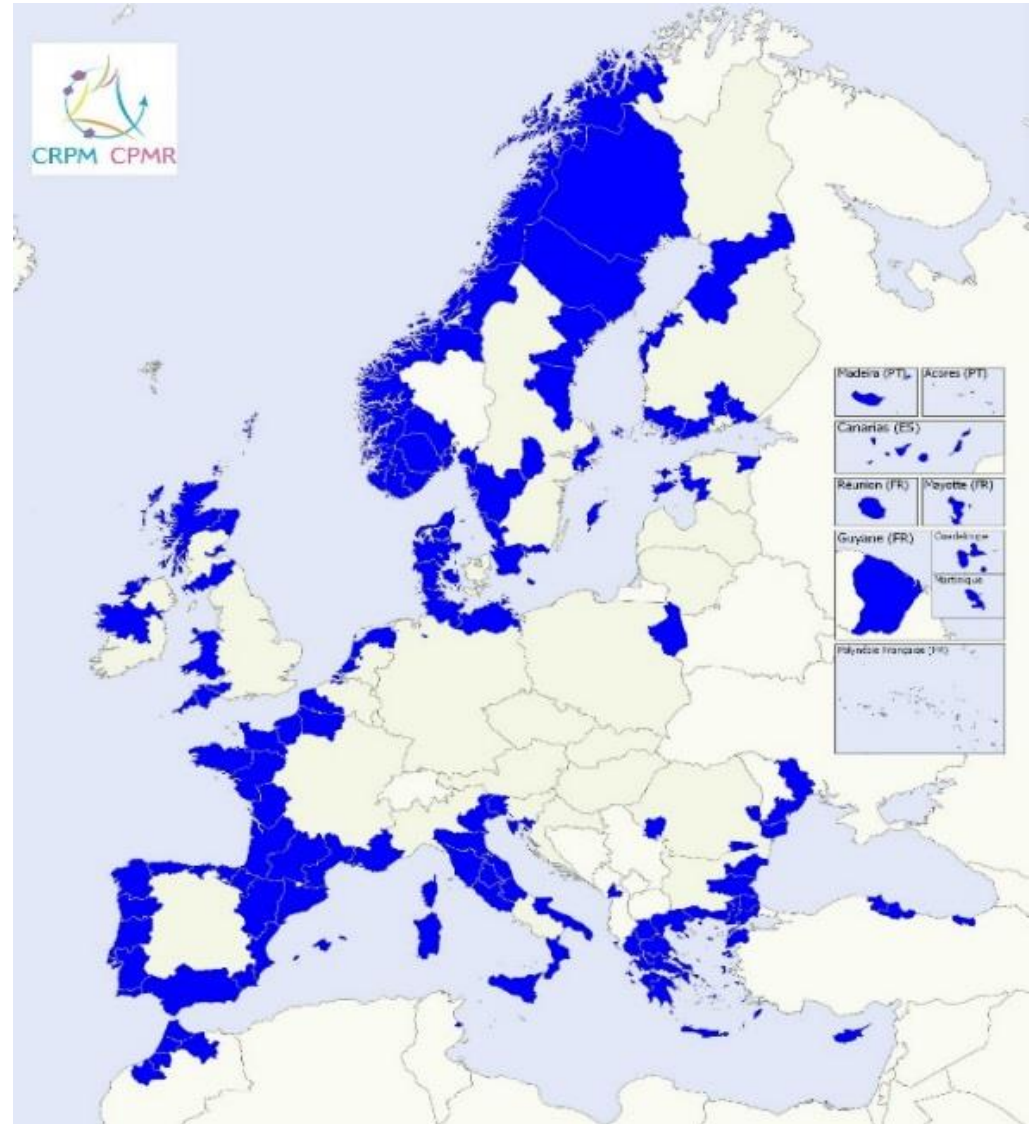 CRPM CPMR
Madeira (PT)
Acores (PT)
Canarias (ES)
Réunion (FR)
Mayotte (FR)
Guyane (FR)
Guadeloupe
Martinique
Polynésie Française (FR)